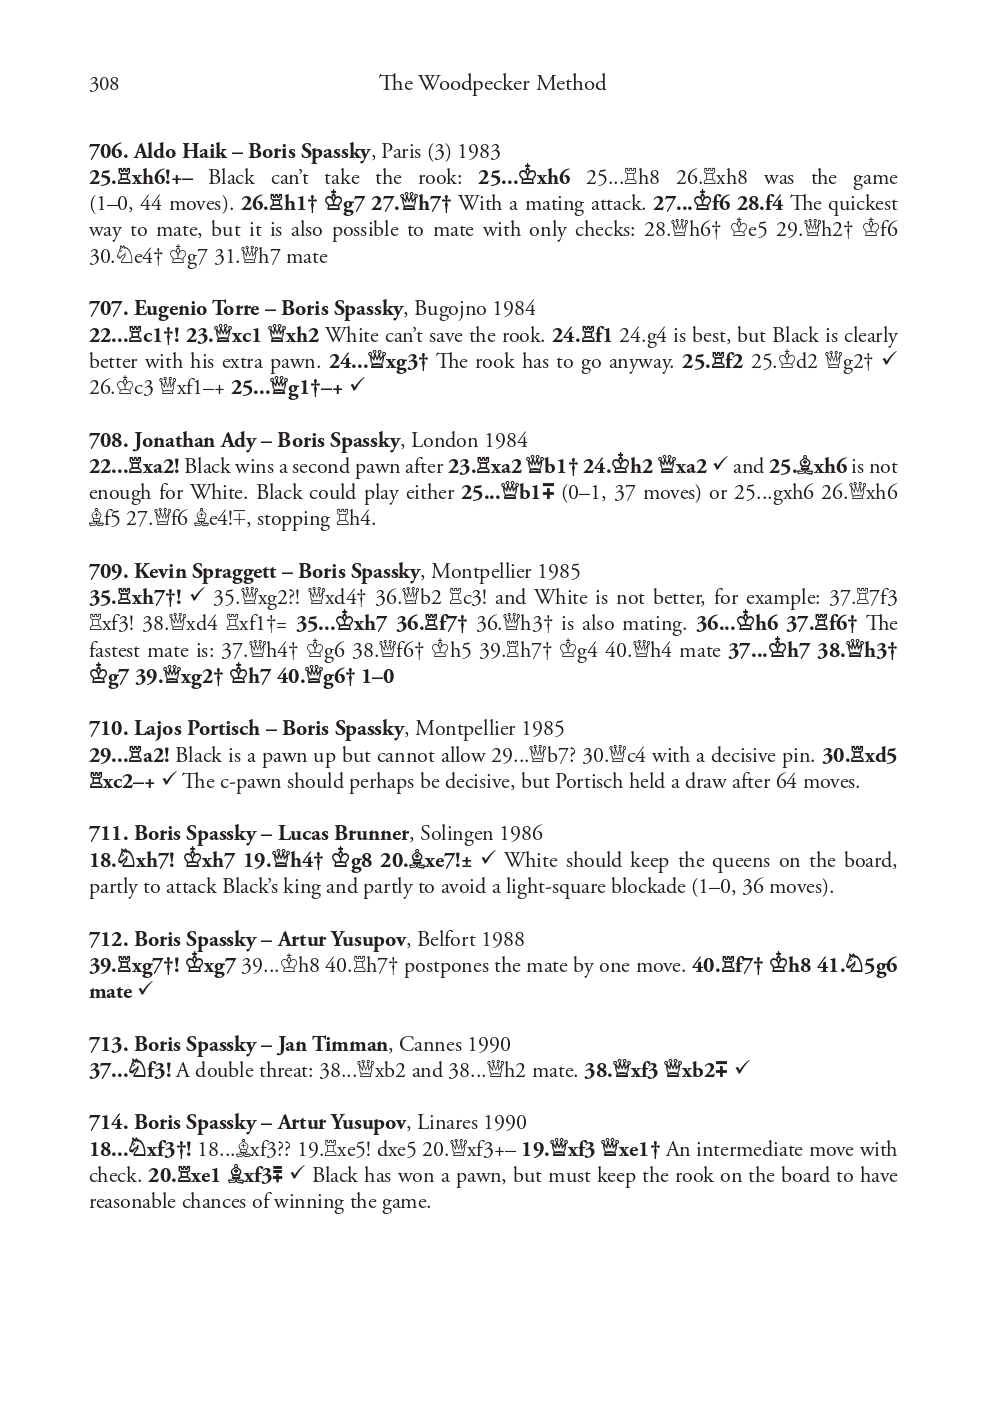 308 The Woodpecker Method
706. Aldo Haik – Boris Spassky, Paris (3) 1983
25.♖xh6!+– Black can’t take the rook: 25...♔xh6 25...♖h8 26.♖xh8 was the game
(1–0, 44 moves). 26.♖h1† ♔g7 27.♕h7† With a mating attack. 27...♔f6 28.f4 The quickest
way to mate, but it is also possible to mate with only checks: 28.♕h6† ♔e5 29.♕h2† ♔f6
30.♘e4† ♔g7 31.♕h7 mate
707. Eugenio Torre – Boris Spassky, Bugojno 1984
22...♖c1†! 23.♕xc1 ♕xh2 White can’t save the rook. 24.♖f1 24.g4 is best, but Black is clearly
better with his extra pawn. 24...♕xg3† The rook has to go anyway. 25.♖f2 25.♔d2 ♕g2† ✓
26.♔c3 ♕xf1–+ 25...♕g1†–+ ✓
708. Jonathan Ady – Boris Spassky, London 1984
22...♖xa2! Black wins a second pawn after 23.♖xa2 ♕b1† 24.♔h2 ♕xa2 ✓ and 25.♗xh6 is not
enough for White. Black could play either 25...♕b1∓ (0–1, 37 moves) or 25...gxh6 26.♕xh6
♗f5 27.♕f6 ♗e4!∓, stopping ♖h4.
709. Kevin Spraggett – Boris Spassky, Montpellier 1985
35.♖xh7†! ✓ 35.♕xg2?! ♕xd4† 36.♕b2 ♖c3! and White is not better, for example: 37.♖7f3
♖xf3! 38.♕xd4 ♖xf1†= 35...♔xh7 36.♖f7† 36.♕h3† is also mating. 36...♔h6 37.♖f6† The
fastest mate is: 37.♕h4† ♔g6 38.♕f6† ♔h5 39.♖h7† ♔g4 40.♕h4 mate 37...♔h7 38.♕h3†
♔g7 39.♕xg2† ♔h7 40.♕g6† 1–0
710. Lajos Portisch – Boris Spassky, Montpellier 1985
29...♖a2! Black is a pawn up but cannot allow 29...♕b7? 30.♕c4 with a decisive pin. 30.♖xd5
♖xc2–+ ✓ The c-pawn should perhaps be decisive, but Portisch held a draw after 64 moves.
711. Boris Spassky – Lucas Brunner, Solingen 1986
18.♘xh7! ♔xh7 19.♕h4† ♔g8 20.♗xe7!± ✓ White should keep the queens on the board,
partly to attack Black’s king and partly to avoid a light-square blockade (1–0, 36 moves).
712. Boris Spassky – Artur Yusupov, Belfort 1988
39.♖xg7†! ♔xg7 39...♔h8 40.♖h7† postpones the mate by one move. 40.♖f7† ♔h8 41.♘5g6
mate ✓
713. Boris Spassky – Jan Timman, Cannes 1990
37...♘f3! A double threat: 38...♕xb2 and 38...♕h2 mate. 38.♕xf3 ♕xb2∓ ✓
714. Boris Spassky – Artur Yusupov, Linares 1990
18...♘xf3†! 18...♗xf3?? 19.♖xe5! dxe5 20.♕xf3+– 19.♕xf3 ♕xe1† An intermediate move with
check. 20.♖xe1 ♗xf3⩱ ✓ Black has won a pawn, but must keep the rook on the board to have
reasonable chances of winning the game.